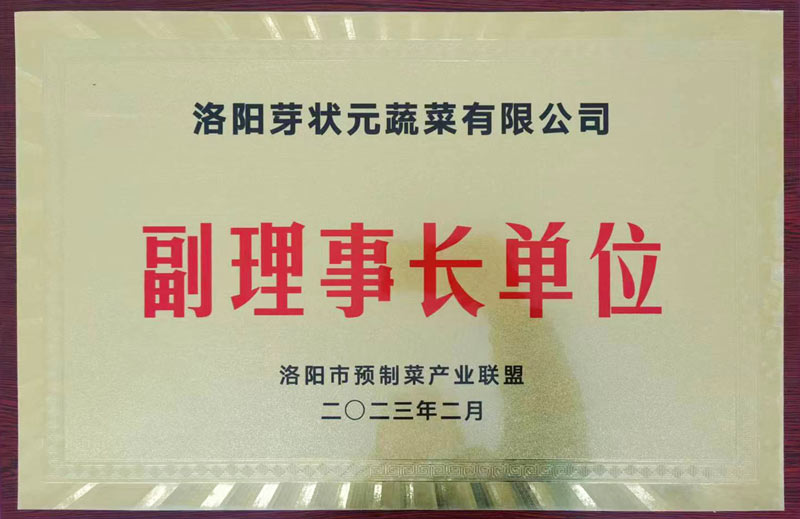 洛阳芽状元蔬菜有限公司
副理事长单位
洛阳市预制菜产业联盟
二〇二三年二月